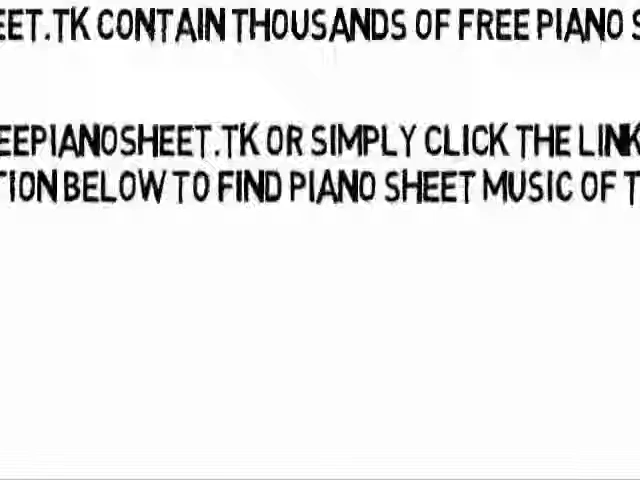 EET.TK CONTAIN THOUSANDS OF FREE PIANO S
EEPIANOSHEET.TK OR SIMPLY CLICK THE LINK
TION BELOW TO FIND PIANO SHEET MUSIC OF T